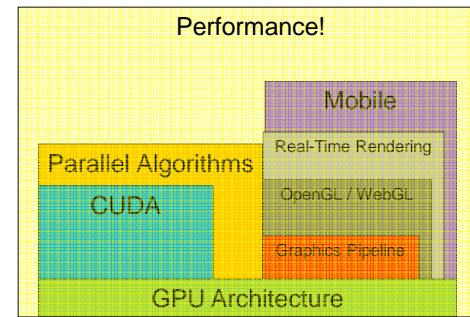 Performance!
Mobile
Real-Time Rendering
Parallel Algorithms
OpenGL / WebGL
CUDA
Graphics Pipeline
GPU Architecture